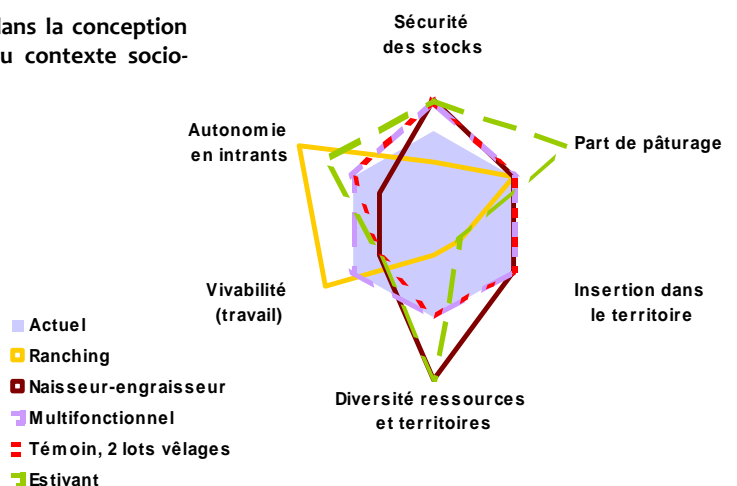 dans la conception
u contexte socio-
Sécurité
des stocks
Autonomie
en intrants
Part de pâturage
Vivabilité
(travail)
Insertion dans
le territoire
Diversité ressources
et territoires
Actuel
Ranching
Naisseur-engraisseur
Multifonctionnel
Témoin, 2 lots vêlages
Estivant